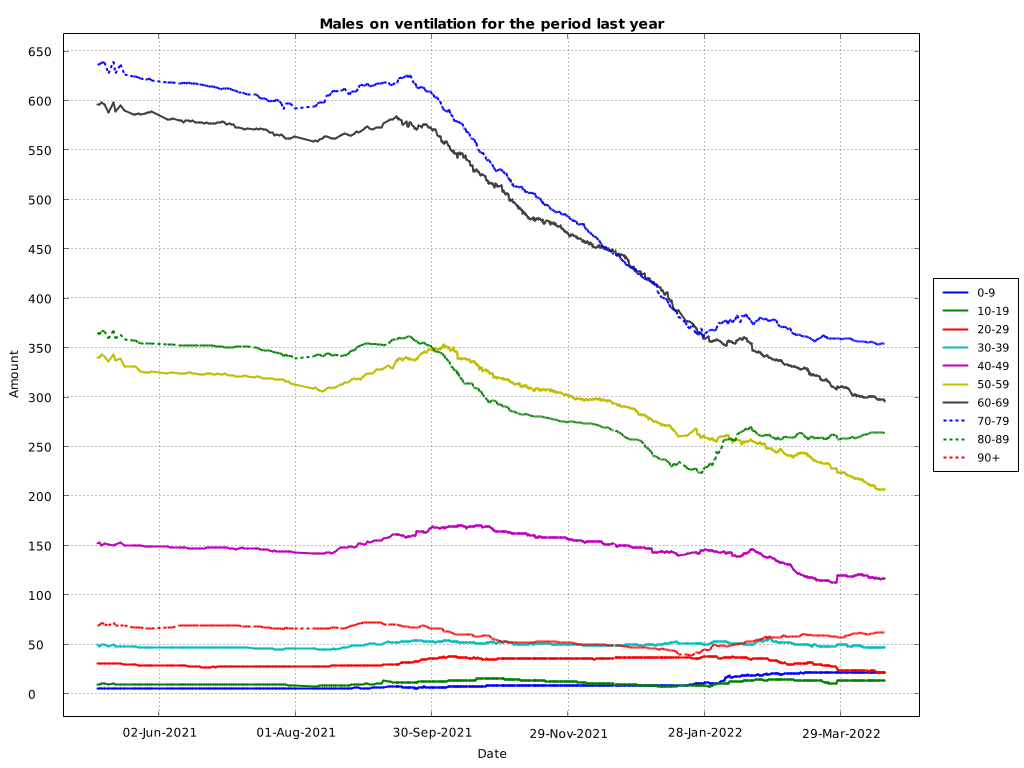 Males on ventilation for the period last year
650
600
550
500
450
400
350
300
250
200
150
100
50
0
Amount
02-Jun-2021
01-Aug-2021
30-Sep-2021
29-Nov-2021
28-Jan-2022
29-Mar-2022
Date
0-9
10-19
20-29
30-39
40-49
50-59
60-69
70-79
80-89
90+